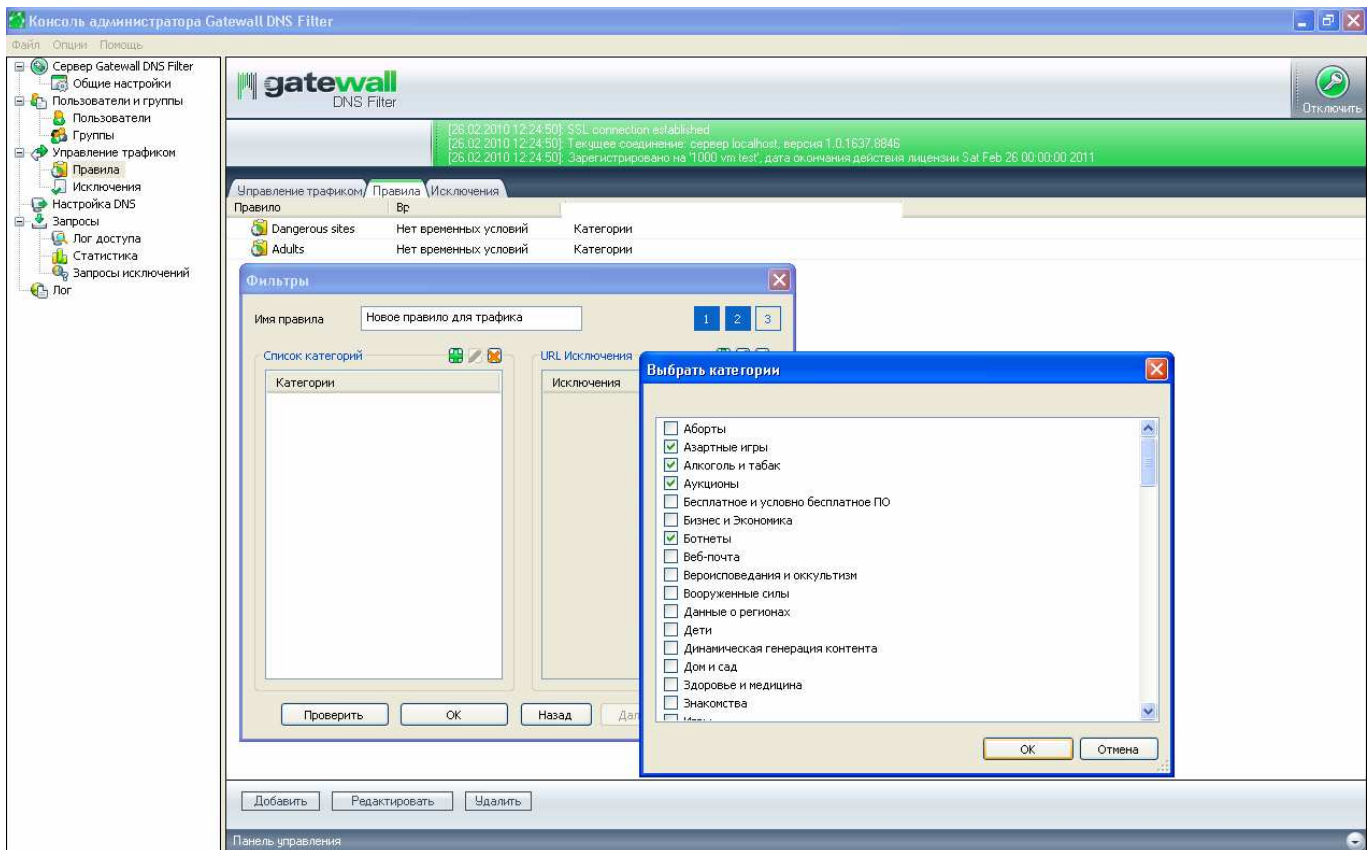 Консоль администратора Gatewall DNS Filter
Файл Опции Помощь
Сервер Gatewall DNS Filter
Общие настройки
Пользователи и группы
Пользователи
Группы
Управление трафиком
Правила
Исключения
Настройка DNS
Запросы
Лог доступа
Статистика
Запросы исключений
Лог
gatewall
DNS Filter
Отключить
[26.02.2010 12:24:50]: SSL connection established
[26.02.2010 12:24:50]: Текущее соединение: сервер localhost, версия 1.0.1637.8846
[26.02.2010 12:24:50]: Зарегистрировано на '1000 vm test', дата окончания действия лицензии Sat Feb 26 00:00:00 2011
Управление трафиком Правила Исключения
Правило Вр
Dangerous sites Нет временных условий Категории
Adults Нет временных условий Категории
Фильтры
Имя правила Новое правило для трафика 1 2 3
Список категорий URL Исключения
Категории Исключения
Проверить OK Назад Дал
Выбрать категории
Аборты
Азартные игры
Алкоголь и табак
Аукционы
Бесплатное и условно бесплатное ПО
Бизнес и Экономика
Ботнеты
Веб-почта
Вероисповедания и оккультизм
Вооруженные силы
Данные о регионах
Дети
Динамическая генерация контента
Дом и сад
Здоровье и медицина
Знакомства
OK Отмена
Добавить Редактировать Удалить
Панель управления